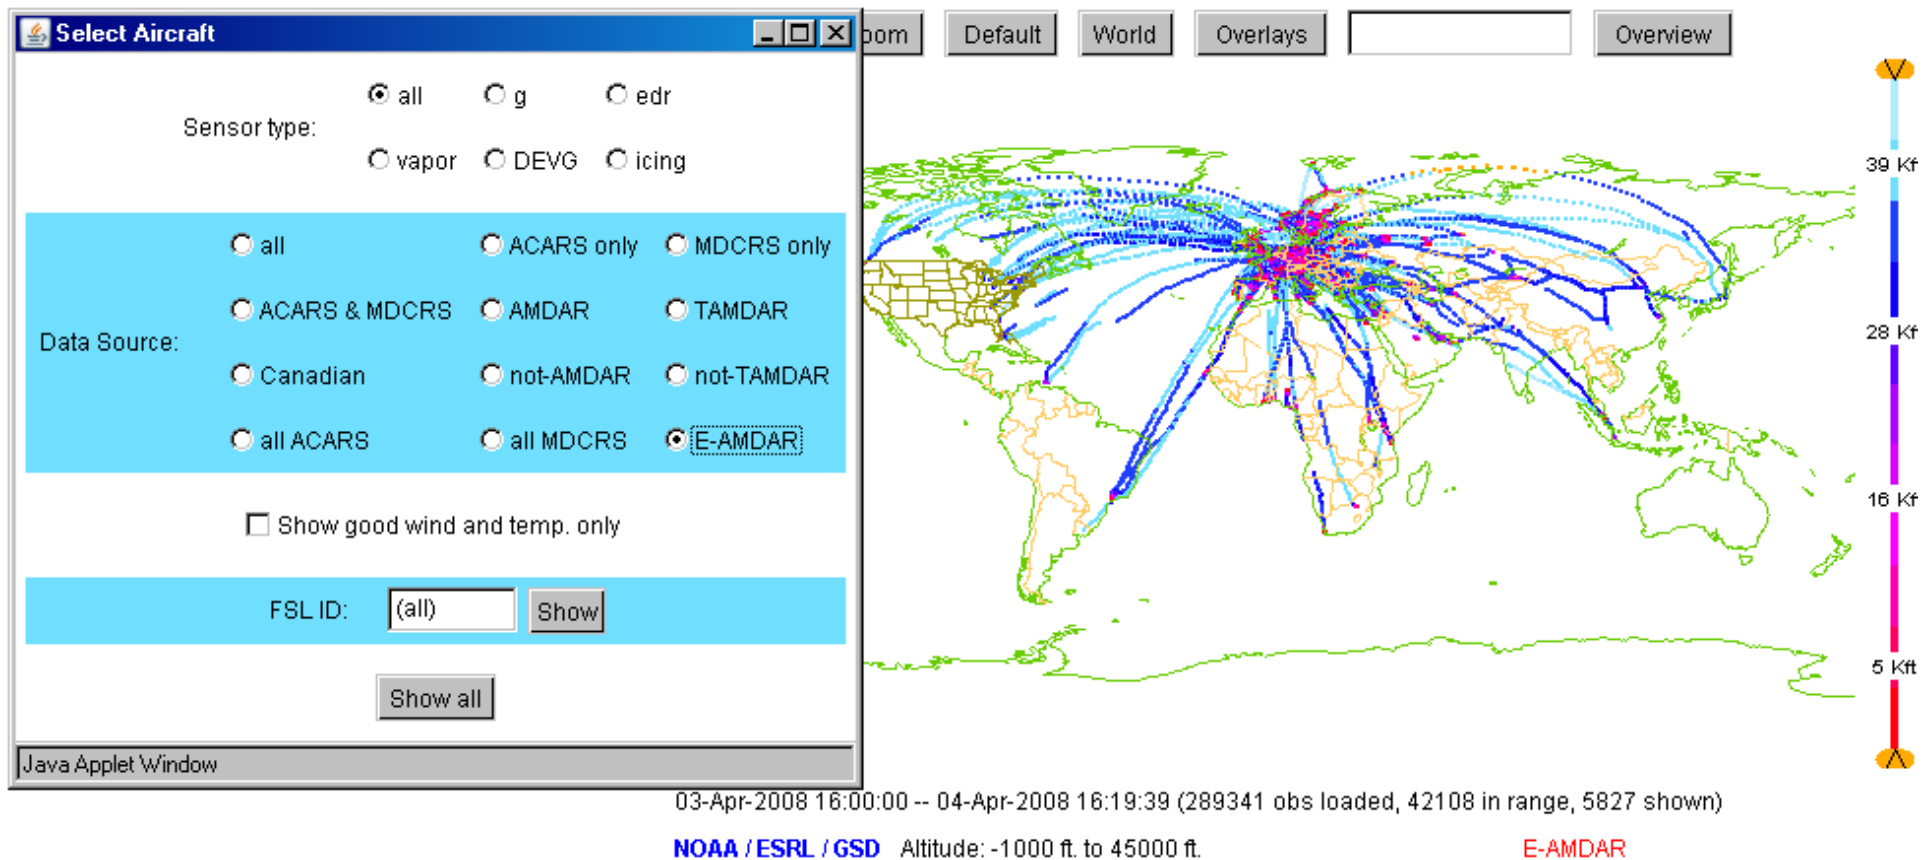 Select Aircraft
oom Default World Overlays Overview
Sensor type:
all g edr
vapor DEVG icing
Data Source:
all ACARS only MDCRS only
ACARS & MDCRS AMDAR TAMDAR
Canadian not-AMDAR not-TAMDAR
all ACARS all MDCRS E-AMDAR
Show good wind and temp. only
FSL ID: (all) Show
Show all
Java Applet Window
39 Kf
28 Kf
16 Kf
5 Kft
03-Apr-2008 16:00:00 -- 04-Apr-2008 16:19:39 (289341 obs loaded, 42108 in range, 5827 shown)
NOAA / ESRL / GSD Altitude: -1000 ft. to 45000 ft. E-AMDAR